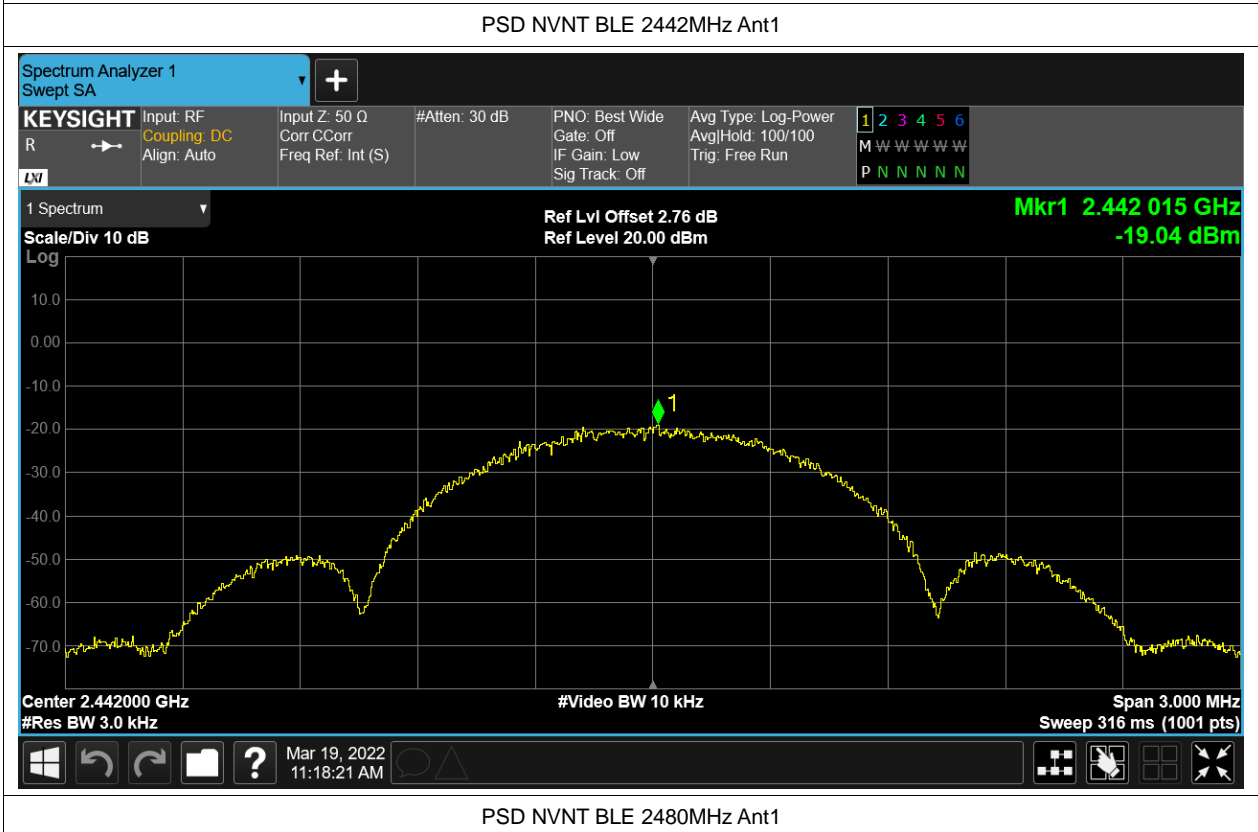 PSD NVNT BLE 2442MHz Ant1
Spectrum Analyzer 1
Swept SA
KEYSIGHT
R
LXI
Input: RF
Coupling: DC
Align: Auto
Input Z: 50 Ω
Corr CCorr
Freq Ref: Int (S)
#Atten: 30 dB
PNO: Best Wide
Gate: Off
IF Gain: Low
Sig Track: Off
Avg Type: Log-Power
Avg|Hold: 100/100
Trig: Free Run
1 2 3 4 5 6
M W W W W W
P N N N N N
1 Spectrum
Scale/Div 10 dB
Log
Ref Lvl Offset 2.76 dB
Ref Level 20.00 dBm
Mkr1 2.442 015 GHz
-19.04 dBm
10.0
0.00
-10.0
1
-20.0
-30.0
-40.0
-50.0
-60.0
-70.0
Center 2.442000 GHz
#Video BW 10 kHz
Span 3.000 MHz
#Res BW 3.0 kHz
Sweep 316 ms (1001 pts)
?
Mar 19, 2022
11:18:21 AM
PSD NVNT BLE 2480MHz Ant1